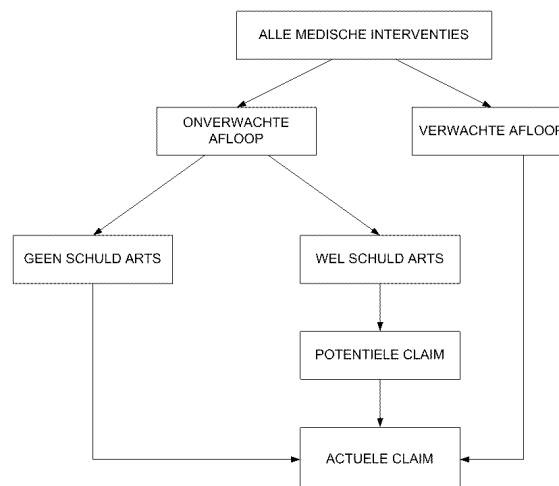 ALLE MEDISCHE INTERVENTIES
ONVERWACHTE
AFLOOP
VERWACHTE AFLOOP
GEEN SCHULD ARTS
WEL SCHULD ARTS
POTENTIELE CLAIM
ACTUELE CLAIM